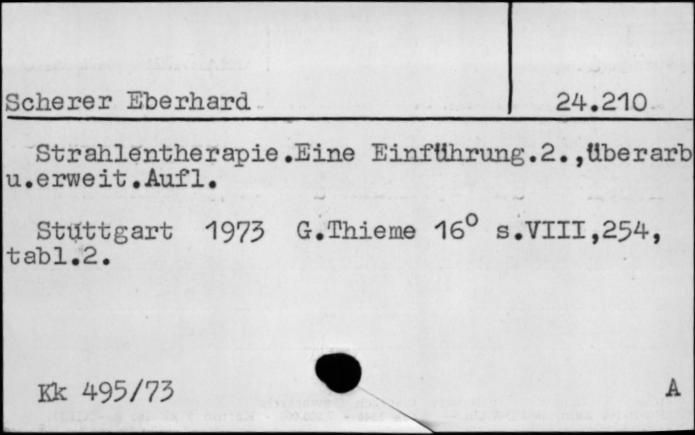 Scherer Eberhard 24.210
Strahlentherapie.Eine Einführung.2.,überarb
u.erweit.Aufl.
Stuttgart 1973 G.Thieme 16⁰ s.VIII,254,
tabl.2.
Kk 495/73 A